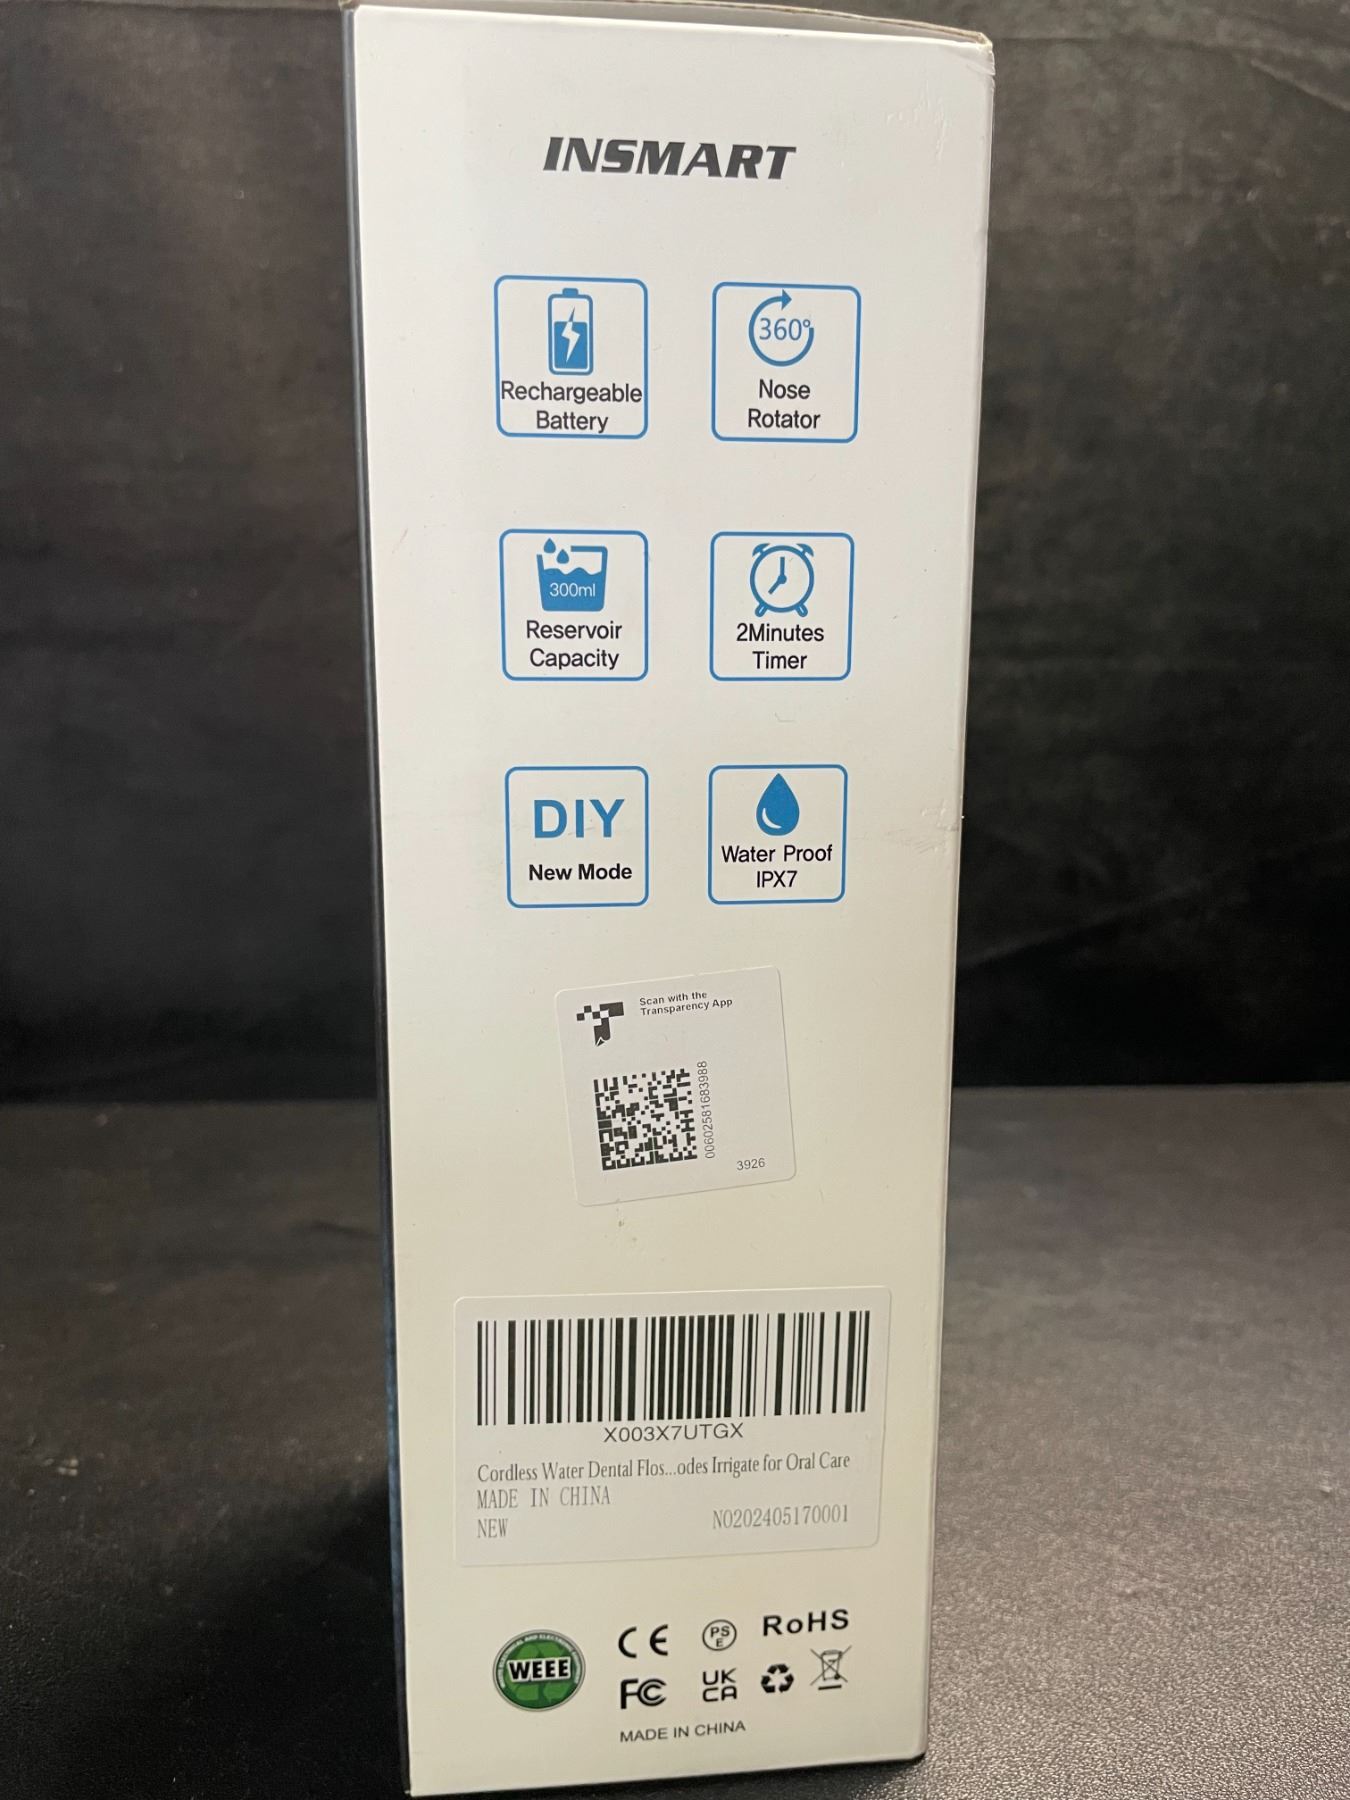 INSMART
Rechargeable
Battery
360°
Nose
Rotator
300ml
Reservoir
Capacity
2Minutes
Timer
DIY
New Mode
Water Proof
IPX7
Scan with the
Transparency App
00602581683988
3926
X003X7UTGX
Cordless Water Dental Flos...odes Irrigate for Oral Care
MADE IN CHINA
NEW
NO202405170001
WEEE
CE
PS
E
RoHS
FC
UK
CA
MADE IN CHINA